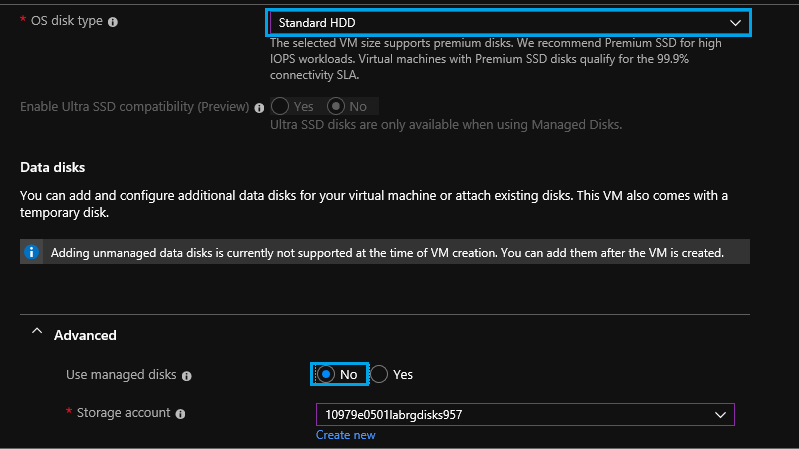 * OS disk type
Standard HDD
The selected VM size supports premium disks. We recommend Premium SSD for high
IOPS workloads. Virtual machines with Premium SSD disks qualify for the 99.9%
connectivity SLA.
Enable Ultra SSD compatibility (Preview) Yes No
Ultra SSD disks are only available when using Managed Disks.
Data disks
You can add and configure additional data disks for your virtual machine or attach existing disks. This VM also comes with a
temporary disk.
Adding unmanaged data disks is currently not supported at the time of VM creation. You can add them after the VM is created.
Advanced
Use managed disks No Yes
* Storage account 10979e0501labrgdisks957
Create new